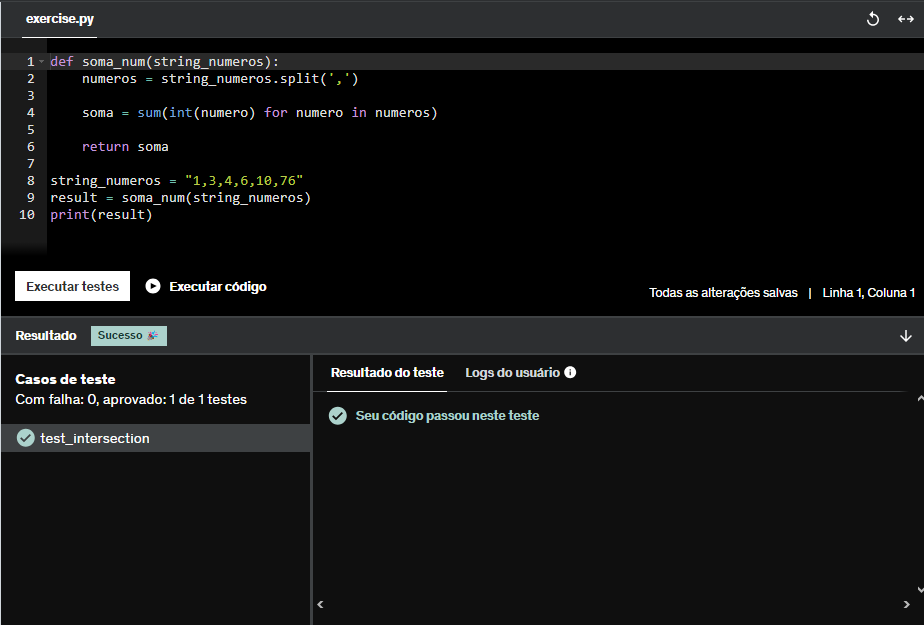 exercise.py
1 def soma_num(string_numeros):
2     numeros = string_numeros.split(',')
3
4     soma = sum(int(numero) for numero in numeros)
5
6     return soma
7
8 string_numeros = "1,3,4,6,10,76"
9 result = soma_num(string_numeros)
10 print(result)
Executar testes Executar código
Todas as alterações salvas | Linha 1, Coluna 1
Resultado Sucesso 🎉
Casos de teste
Com falha: 0, aprovado: 1 de 1 testes
test_intersection
Resultado do teste Logs do usuário
Seu código passou neste teste